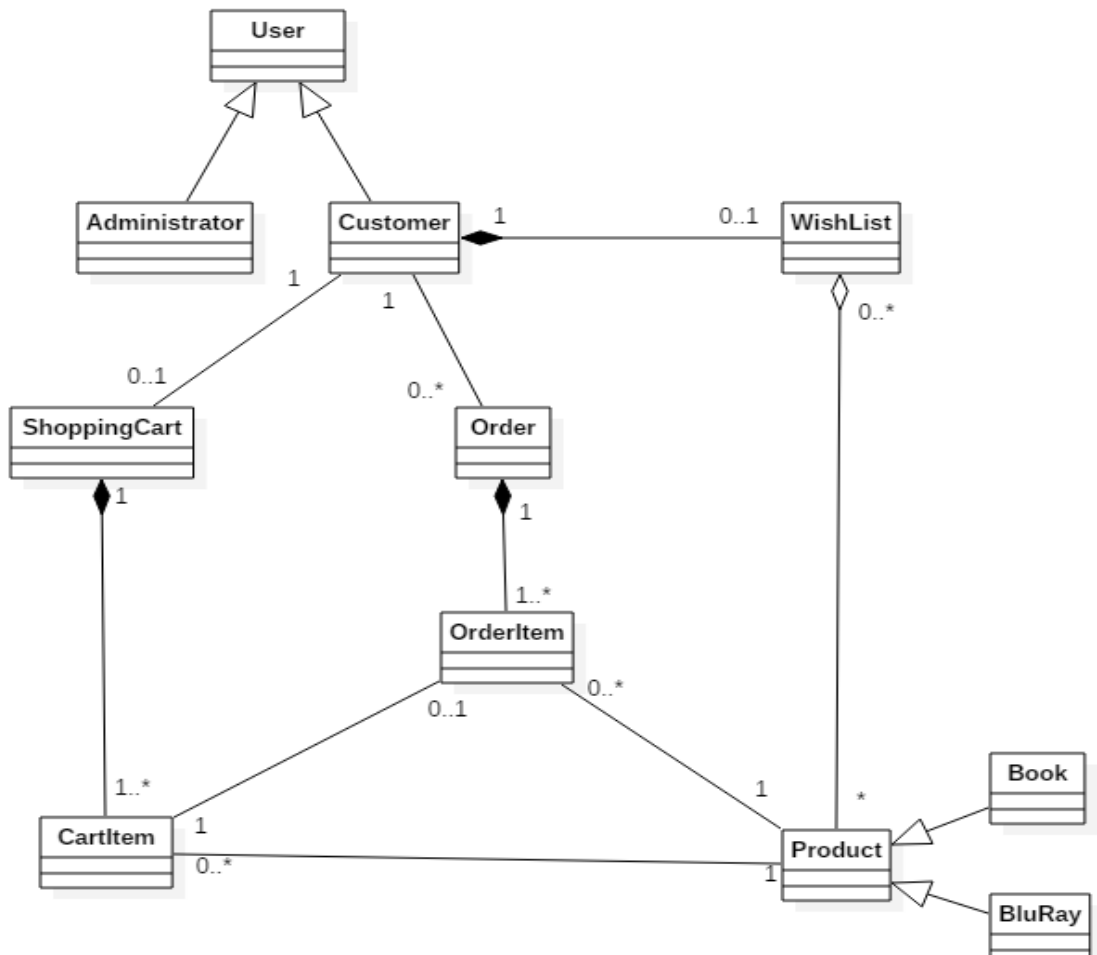 User
Administrator
Customer
1
0..1
WishList
1
1
0..*
0..1
0..*
ShoppingCart
Order
1
1
1..*
OrderItem
0..*
0..1
Book
1..*
1
*
1
CartItem
Product
0..*
1
BluRay